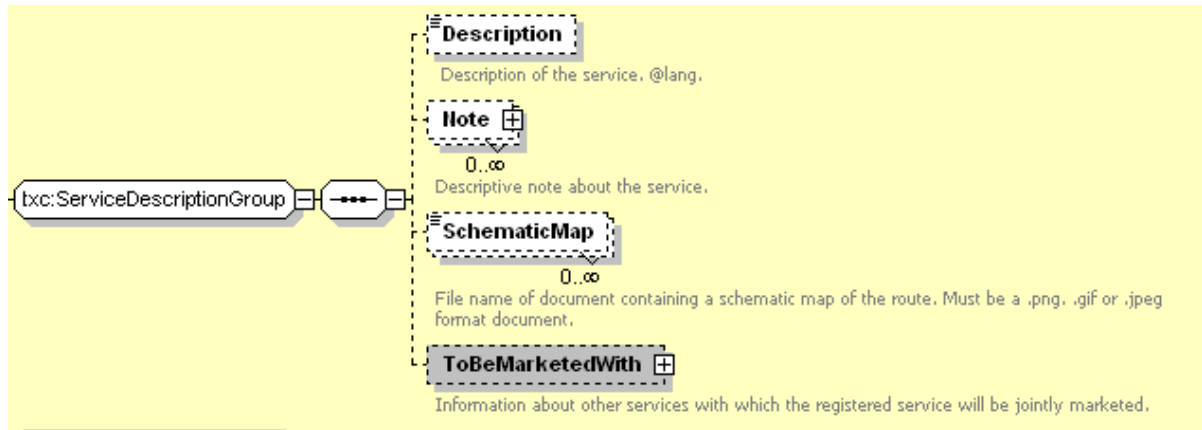 Description
Description of the service. @lang.
Note
0..∞
Descriptive note about the service.
txc:ServiceDescriptionGroup
SchematicMap
0..∞
File name of document containing a schematic map of the route. Must be a .png. .gif or .jpeg
format document.
ToBeMarketedWith
Information about other services with which the registered service will be jointly marketed.